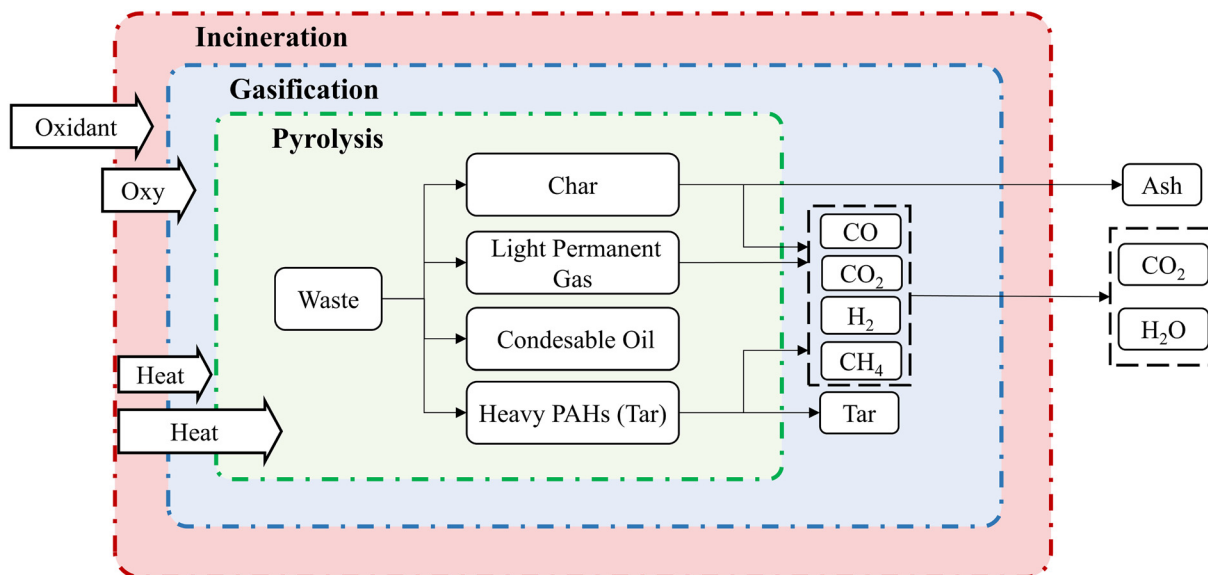 Incineration
Gasification
Pyrolysis
Oxidant
Oxy
Heat
Heat
Waste
Char
Light Permanent
Gas
Condesable Oil
Heavy PAHs (Tar)
CO
CO₂
H₂
CH₄
Tar
Ash
CO₂
H₂O